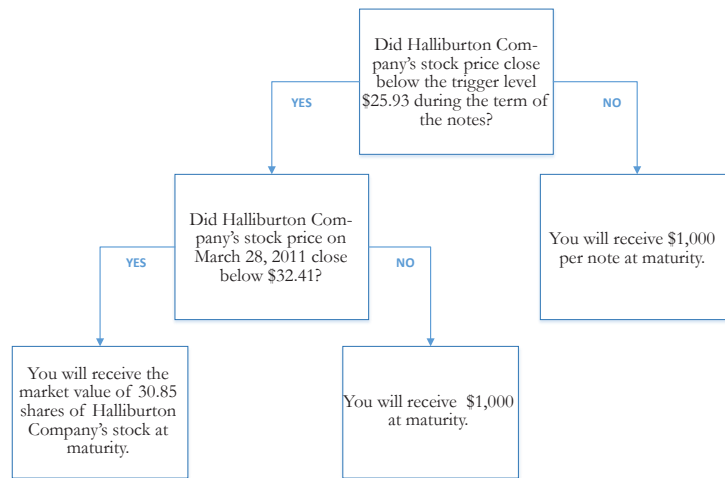 Did Halliburton Com-
pany's stock price close
below the trigger level
$25.93 during the term of
the notes?
YES
NO
Did Halliburton Com-
pany's stock price on
March 28, 2011 close
below $32.41?
You will receive $1,000
per note at maturity.
YES
NO
You will receive the
market value of 30.85
shares of Halliburton
Company's stock at
maturity.
You will receive $1,000
at maturity.